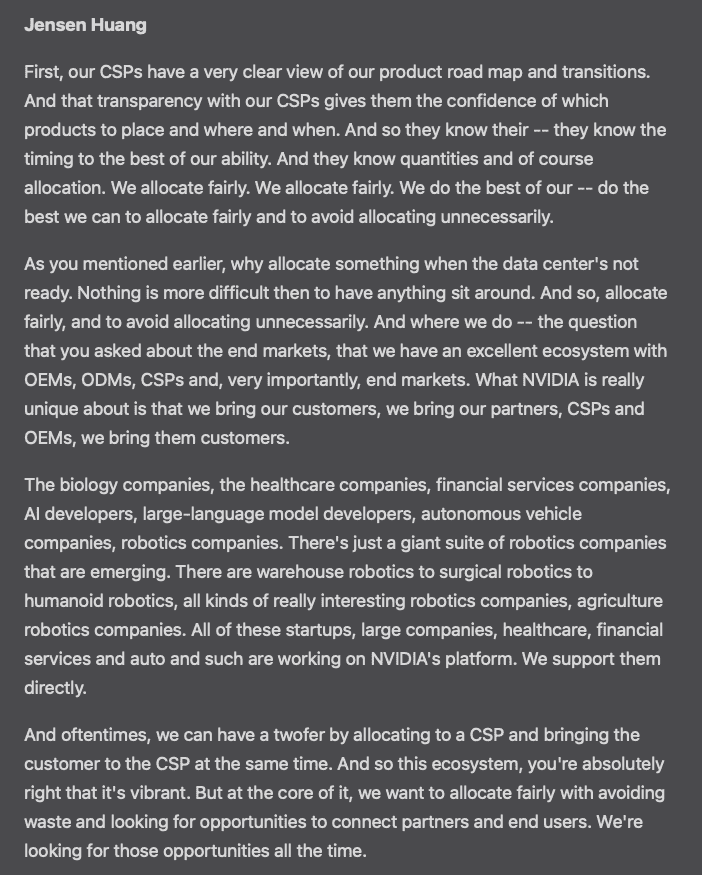 Jensen Huang
First, our CSPs have a very clear view of our product road map and transitions.
And that transparency with our CSPs gives them the confidence of which
products to place and where and when. And so they know their -- they know the
timing to the best of our ability. And they know quantities and of course
allocation. We allocate fairly. We allocate fairly. We do the best of our -- do the
best we can to allocate fairly and to avoid allocating unnecessarily.
As you mentioned earlier, why allocate something when the data center's not
ready. Nothing is more difficult then to have anything sit around. And so, allocate
fairly, and to avoid allocating unnecessarily. And where we do -- the question
that you asked about the end markets, that we have an excellent ecosystem with
OEMs, ODMs, CSPs and, very importantly, end markets. What NVIDIA is really
unique about is that we bring our customers, we bring our partners, CSPs and
OEMs, we bring them customers.
The biology companies, the healthcare companies, financial services companies,
AI developers, large-language model developers, autonomous vehicle
companies, robotics companies. There's just a giant suite of robotics companies
that are emerging. There are warehouse robotics to surgical robotics to
humanoid robotics, all kinds of really interesting robotics companies, agriculture
robotics companies. All of these startups, large companies, healthcare, financial
services and auto and such are working on NVIDIA's platform. We support them
directly.
And oftentimes, we can have a twofer by allocating to a CSP and bringing the
customer to the CSP at the same time. And so this ecosystem, you're absolutely
right that it's vibrant. But at the core of it, we want to allocate fairly with avoiding
waste and looking for opportunities to connect partners and end users. We're
looking for those opportunities all the time.